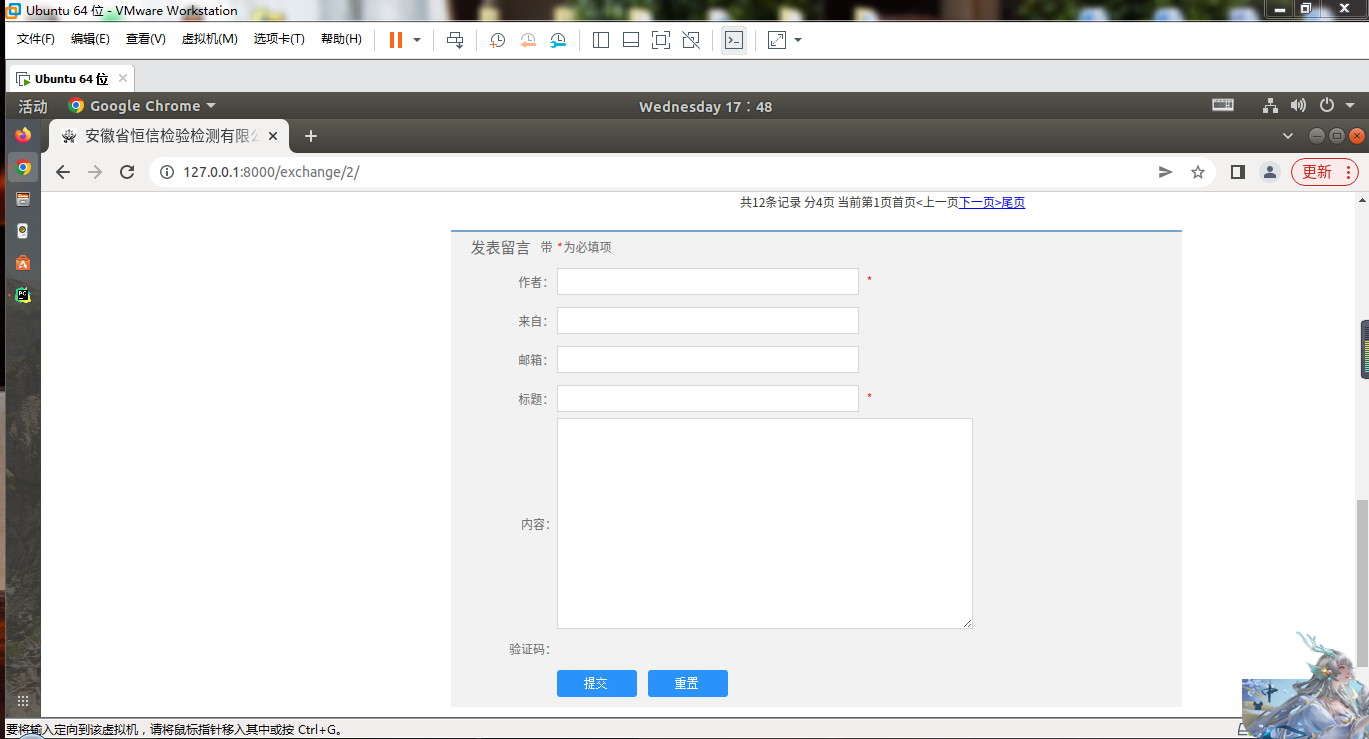 Ubuntu 64 位 - VMware Workstation
文件(F) 编辑(E) 查看(V) 虚拟机(M) 选项卡(T) 帮助(H)
Ubuntu 64 位
活动 Google Chrome Wednesday 17：48
安徽省恒信检验检测有限公
127.0.0.1:8000/exchange/2/ 更新
共12条记录 分4页 当前第1页首页<上一页下一页>尾页
发表留言 带 *为必填项
作者： *
来自：
邮箱：
标题： *
内容：
验证码：
提交 重置
中
要将输入定向到该虚拟机，请将鼠标指针移入其中或按 Ctrl+G。